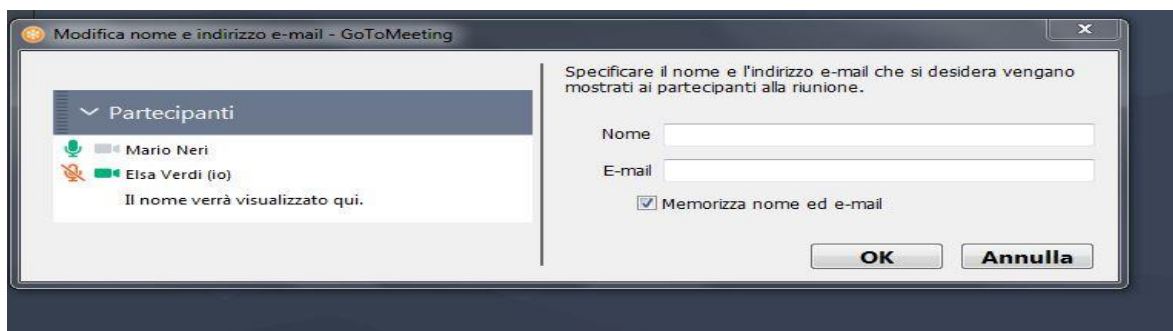 Modifica nome e indirizzo e-mail - GoToMeeting
Partecipanti
Mario Neri
Elsa Verdi (io)
Il nome verrà visualizzato qui.
Specificare il nome e l'indirizzo e-mail che si desidera vengano
mostrati ai partecipanti alla riunione.
Nome
E-mail
Memorizza nome ed e-mail
OK
Annulla